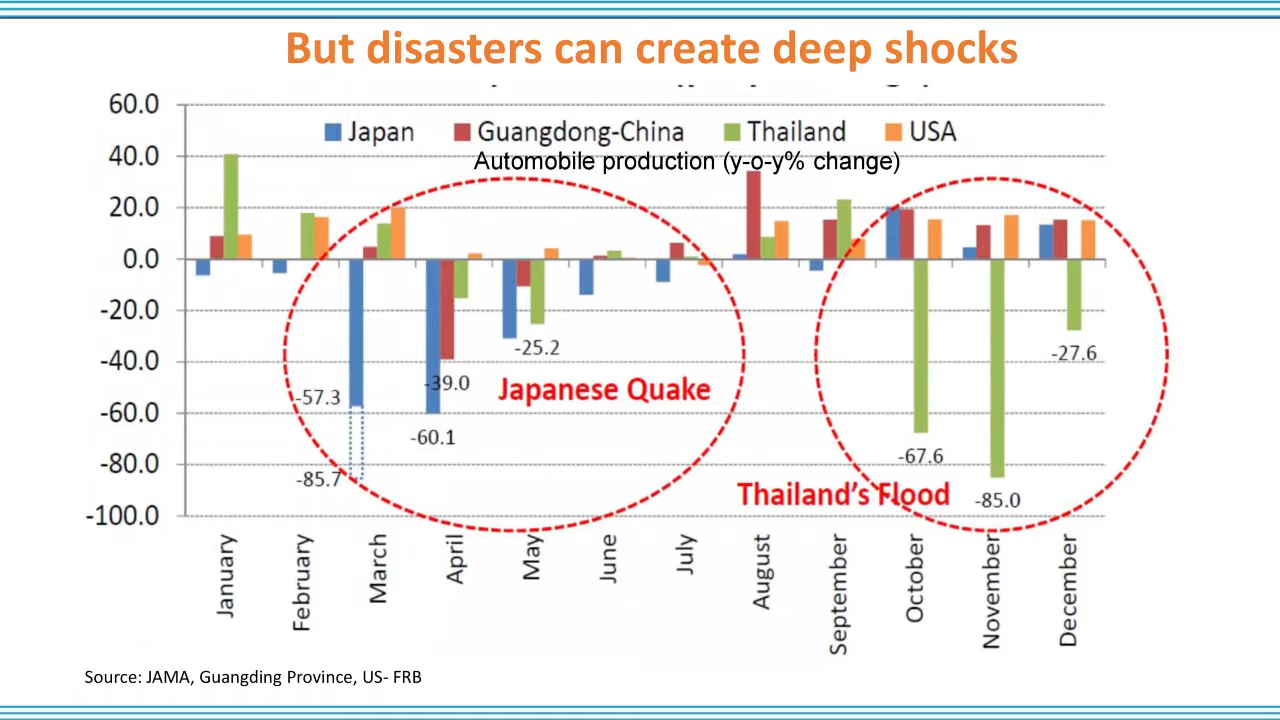 But disasters can create deep shocks
60.0
40.0
20.0
0.0
-20.0
-40.0
-60.0
-80.0
-100.0
Japan Guangdong-China Thailand USA
Automobile production (y-o-y% change)
-57.3
-85.7
-39.0
-60.1
-25.2
Japanese Quake
-67.6
-85.0
-27.6
Thailand's Flood
January
February
March
April
May
June
July
August
September
October
November
December
Source: JAMA, Guangding Province, US- FRB